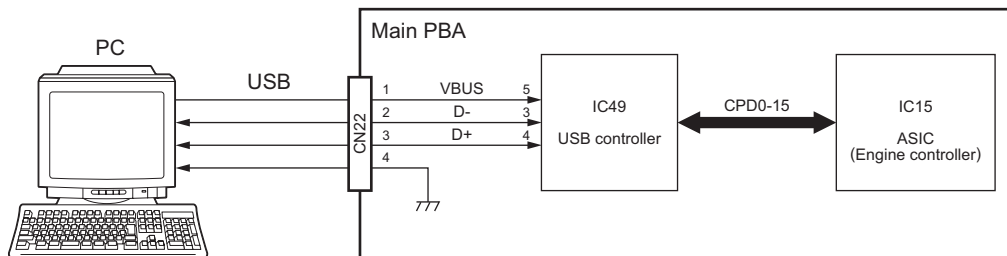 Main PBA
PC
USB
CN22
1 VBUS 5
2 D- 3
3 D+ 4
4
IC49
USB controller
CPD0-15
IC15
ASIC
(Engine controller)